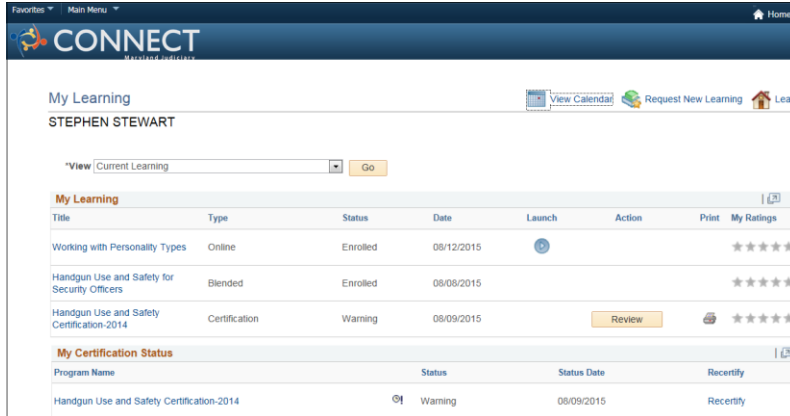 Favorites Main Menu Home
CONNECT
Maryland Judiciary
My Learning View Calendar Request New Learning Lea
STEPHEN STEWART
*View Current Learning Go
My Learning
Title Type Status Date Launch Action Print My Ratings
Working with Personality Types Online Enrolled 08/12/2015
Handgun Use and Safety for
Security Officers Blended Enrolled 08/08/2015
Handgun Use and Safety
Certification-2014 Certification Warning 08/09/2015 Review
My Certification Status
Program Name Status Status Date Recertify
Handgun Use and Safety Certification-2014 Warning 08/09/2015 Recertify